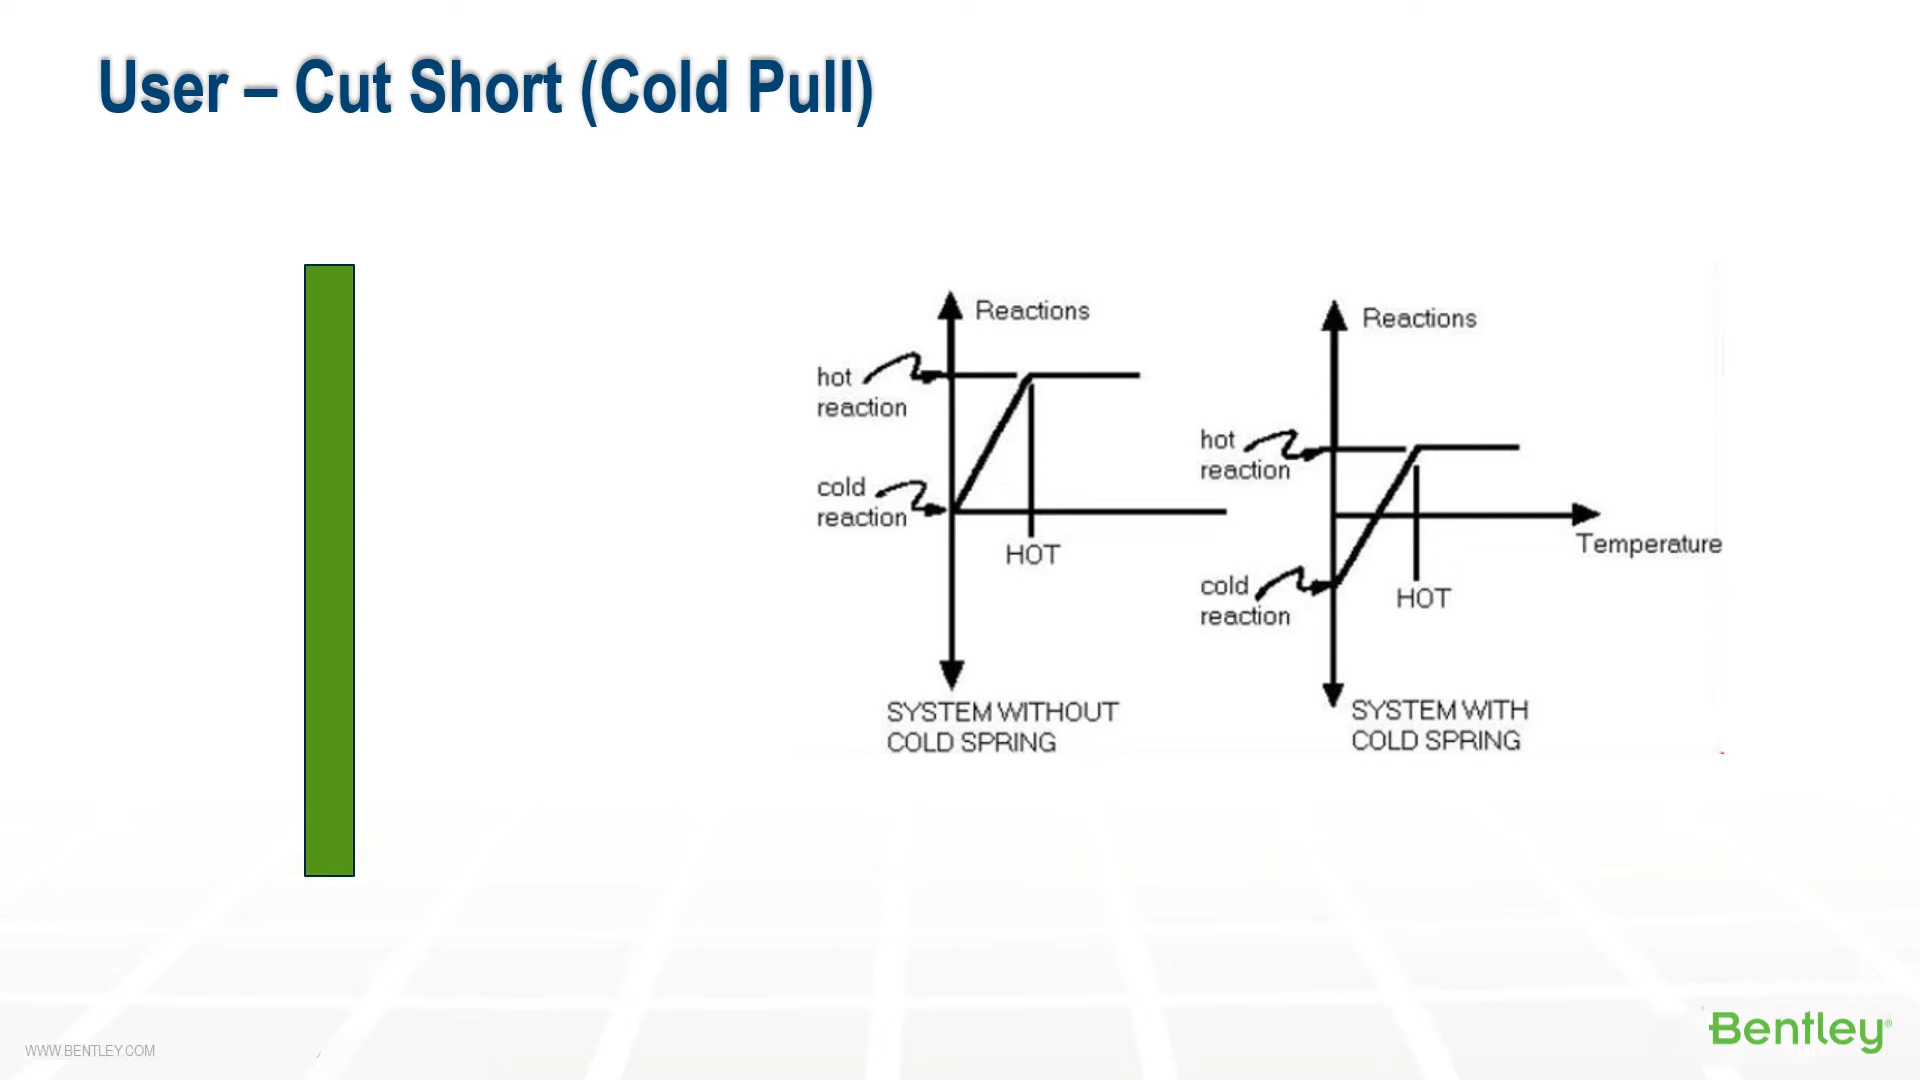 User – Cut Short (Cold Pull)
Reactions
hot
reaction
cold
reaction
HOT
SYSTEM WITHOUT
COLD SPRING
Reactions
hot
reaction
Temperature
cold
reaction
HOT
SYSTEM WITH
COLD SPRING
WWW.BENTLEY.COM
Bentley®